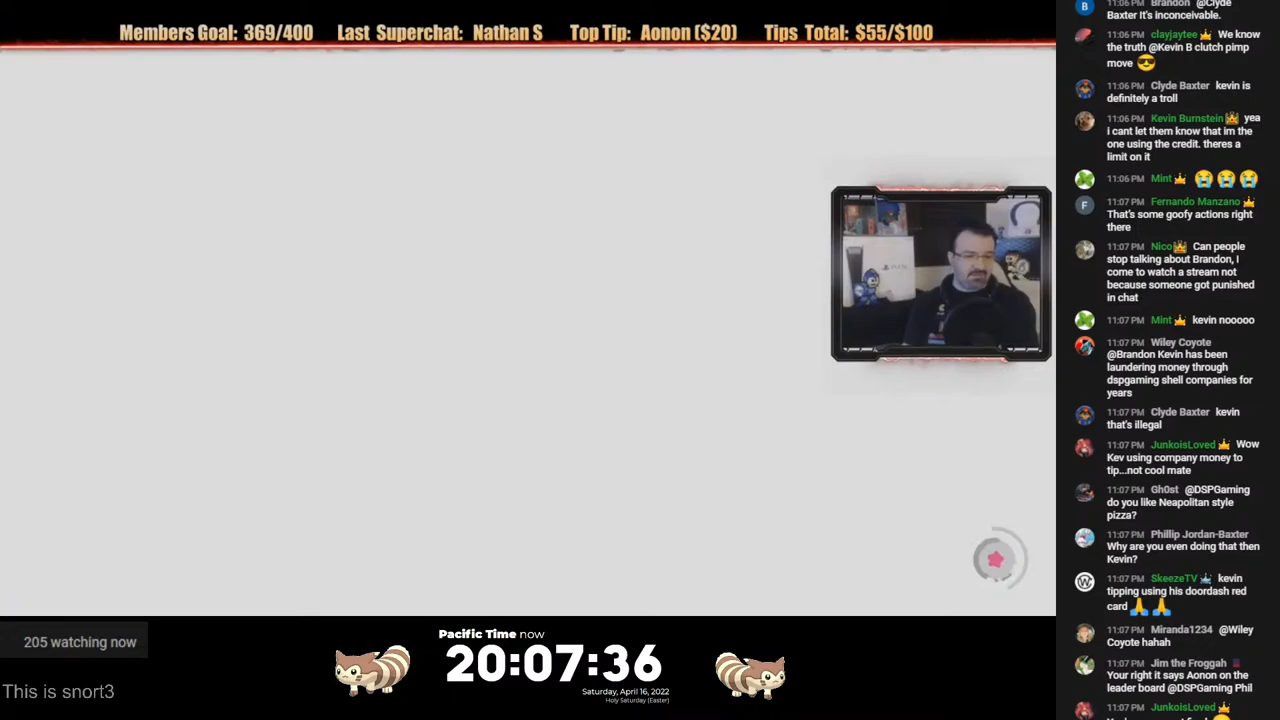 Members Goal: 369/400 Last Superchat: Nathan S Top Tip: Aonon ($20) Tips Total: $55/$100
11:06 PM Brandon @Clyde
Baxter It's inconceivable.
11:06 PM clayjaytee We know
the truth @Kevin B clutch pimp
move
11:06 PM Clyde Baxter kevin is
definitely a troll
11:06 PM Kevin Burnstein yea
i cant let them know that im the
one using the credit. theres a
limit on it
11:06 PM Mint
11:07 PM Fernando Manzano
That's some goofy actions right
there
11:07 PM Nico Can people
stop talking about Brandon, I
come to watch a stream not
because someone got punished
in chat
11:07 PM Mint kevin nooooo
11:07 PM Wiley Coyote
@Brandon Kevin has been
laundering money through
dspgaming shell companies for
years
11:07 PM Clyde Baxter kevin
that's illegal
11:07 PM JunkoisLoved Wow
Kev using company money to
tip...not cool mate
11:07 PM Gh0st @DSPGaming
do you like Neapolitan style
pizza?
11:07 PM Phillip Jordan-Baxter
Why are you even doing that then
Kevin?
11:07 PM SkeezeTV kevin
tipping using his doordash red
card
11:07 PM Miranda1234 @Wiley
Coyote hahah
11:07 PM Jim the Froggah
Your right it says Aonon on the
leader board @DSPGaming Phil
11:07 PM JunkoisLoved
205 watching now
This is snort3
Pacific Time now
20:07:36
Saturday, April 16, 2022
Holy Saturday (Easter)